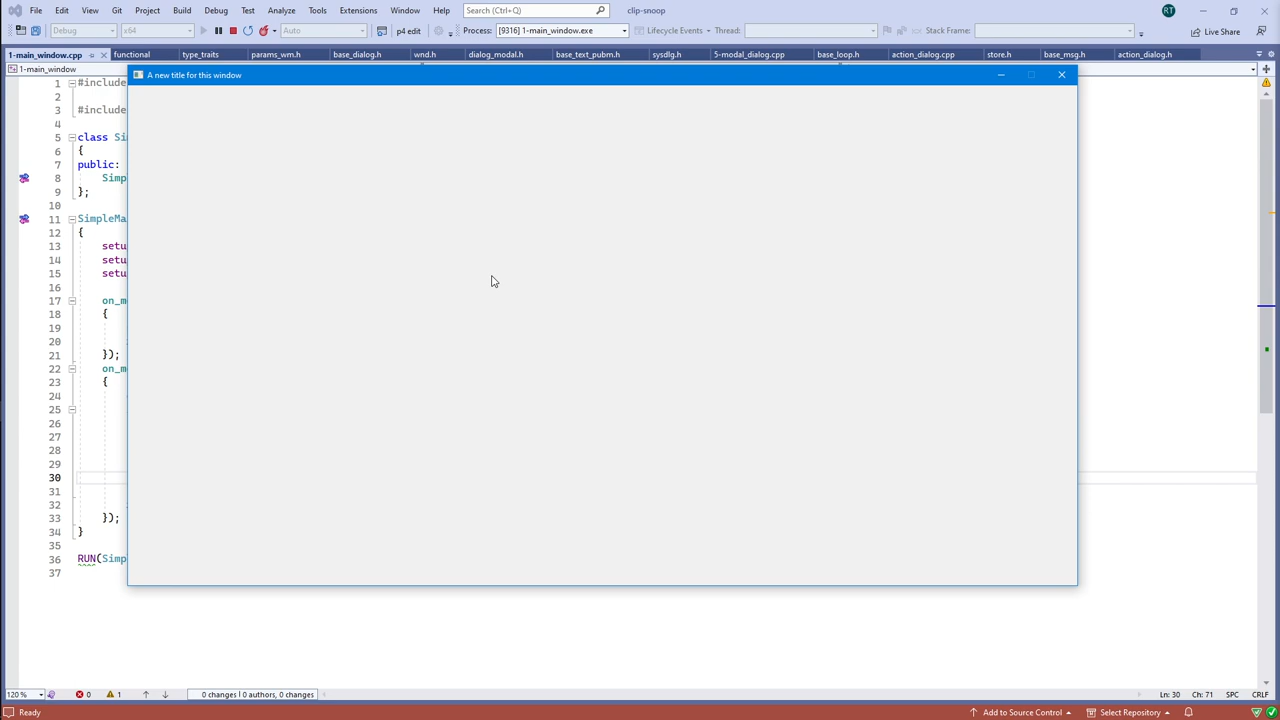 File Edit View Git Project Build Debug Test Analyze Tools Extensions Window Help Search (Ctrl+Q) clip-snoop RT
Debug x64 Auto p4 edit Process: [9316] 1-main_window.exe Lifecycle Events Thread: Stack Frame: Live Share
1-main_window.cpp functional type_traits params_wm.h base_dialog.h wnd.h dialog_modal.h base_text_pubm.h sysdlg.h 5-modal_dialog.cpp base_loop.h action_dialog.cpp store.h base_msg.h action_dialog.h
1-main_window
A new title for this window
1 #include
2
3 #include
4
5 class Sim
6 {
7 public:
8 Simp
9 };
10
11 SimpleMa
12 {
13 setu
14 setu
15 setu
16
17 on_m
18 {
19
20
21 });
22 on_m
23 {
24
25
26
27
28
29
30
31
32
33 });
34 }
35
36 RUN(Simp
37
120 % 0 1 0 changes | 0 authors, 0 changes Ln: 30 Ch: 71 SPC CRLF
Ready Add to Source Control Select Repository